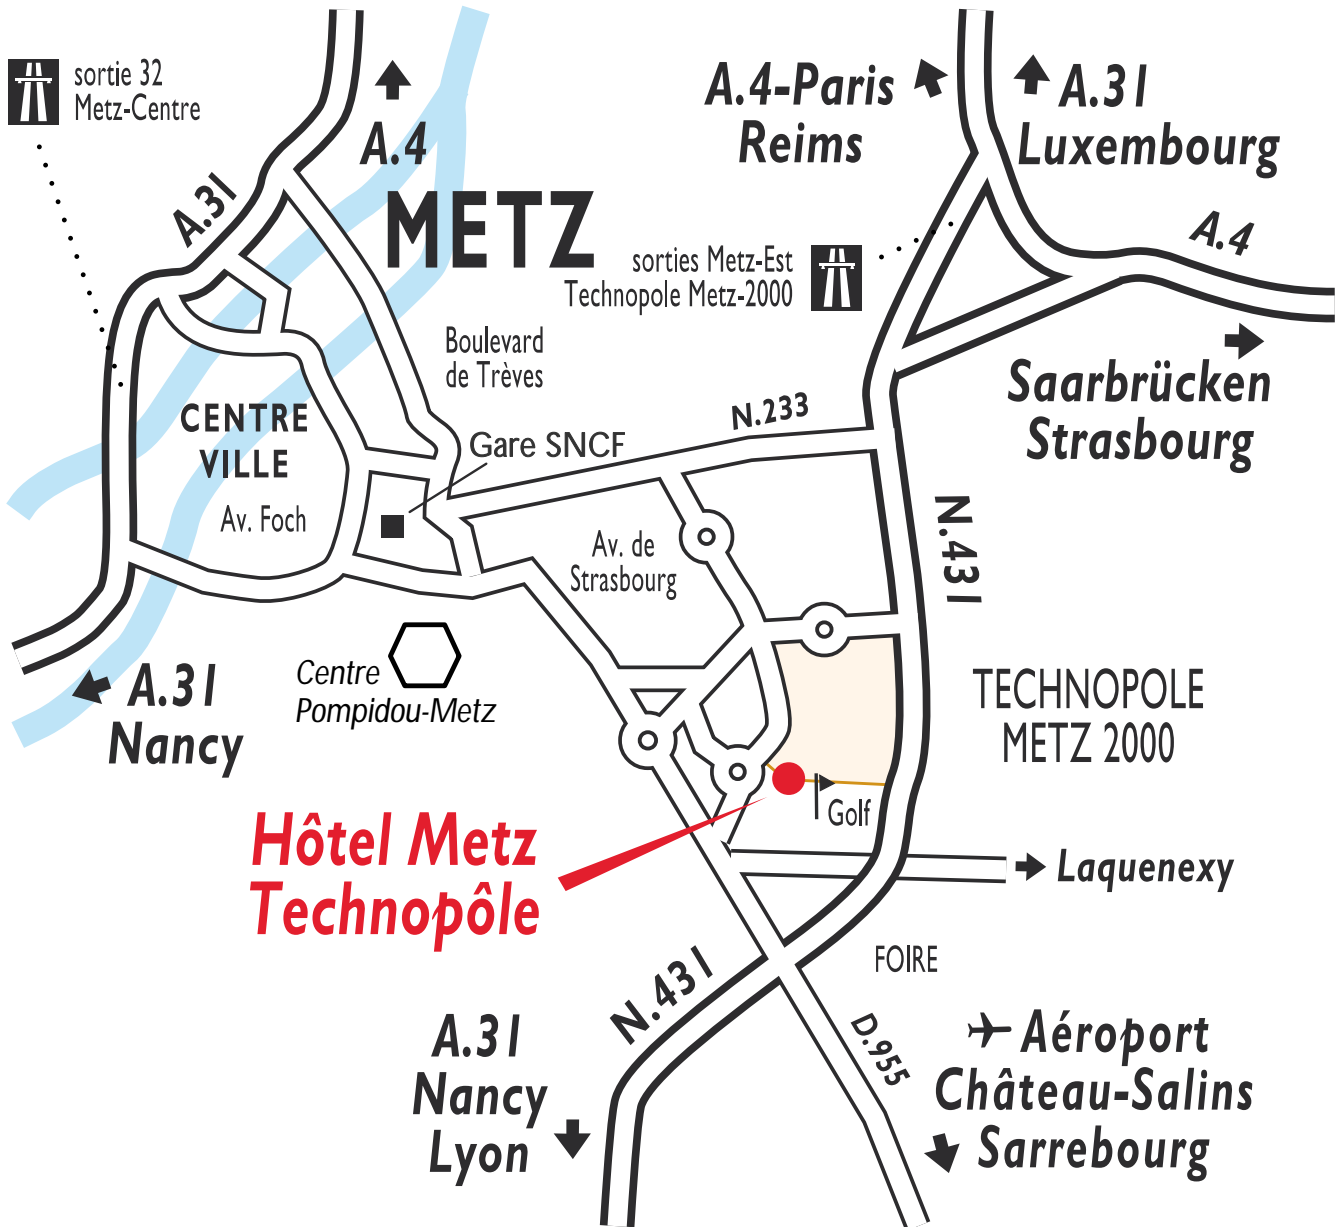 sortie 32
Metz-Centre
A.4
A.31
METZ
A.4-Paris
Reims
A.31
Luxembourg
A.4
sorties Metz-Est
Technopole Metz-2000
Saarbrücken
Strasbourg
Boulevard
de Trèves
N.233
CENTRE
VILLE
Gare SNCF
Av. Foch
Av. de
Strasbourg
N.431
Centre
Pompidou-Metz
A.31
Nancy
TECHNOPOLE
METZ 2000
Golf
Hôtel Metz
Technopôle
Laquenexy
FOIRE
N.431
D.955
A.31
Nancy
Lyon
Aéroport
Château-Salins
Sarrebourg